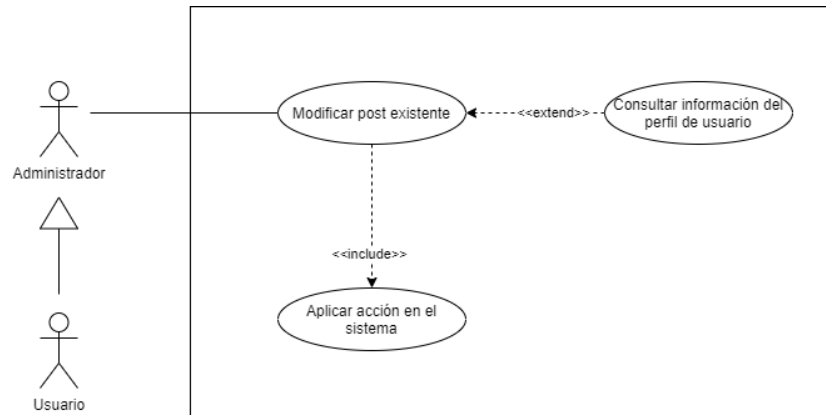 Modificar post existente
<<extend>>
Consultar información del
perfil de usuario
Administrador
<<include>>
Aplicar acción en el
sistema
Usuario